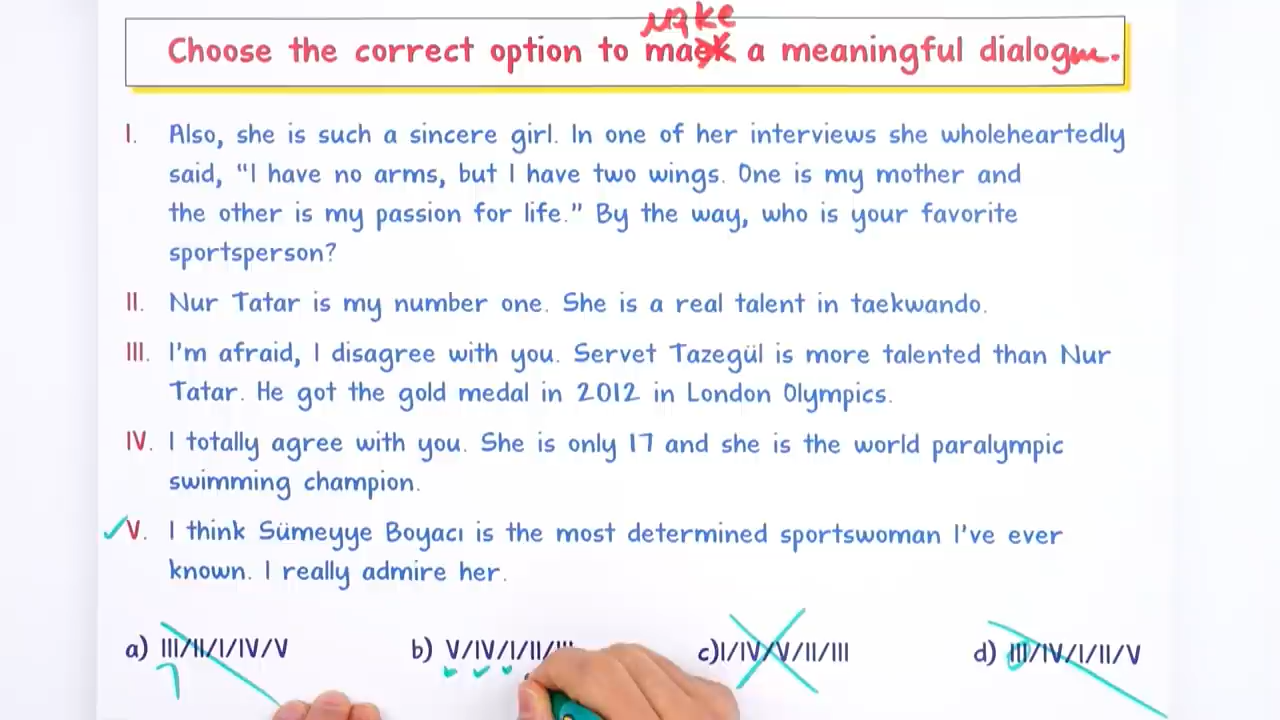 make
Choose the correct option to maek a meaningful dialogue.
I. Also, she is such a sincere girl. In one of her interviews she wholeheartedly
said, "I have no arms, but I have two wings. One is my mother and
the other is my passion for life." By the way, who is your favorite
sportsperson?
II. Nur Tatar is my number one. She is a real talent in taekwando.
III. I'm afraid, I disagree with you. Servet Tazegül is more talented than Nur
Tatar. He got the gold medal in 2012 in London Olympics.
IV. I totally agree with you. She is only 17 and she is the world paralympic
swimming champion.
V. I think Sümeyye Boyacı is the most determined sportswoman I've ever
known. I really admire her.
a) III/II/I/IV/V b) V/IV/I/II/III c)I/IV/V/II/III d) III/IV/I/II/V